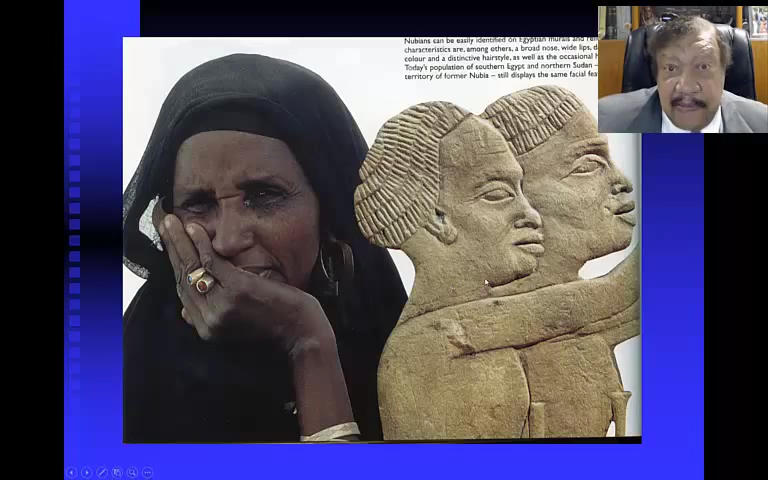 Nubians can be easily identified on Egyptian murals and
characteristics are, among others, a broad nose, wide lips,
colour and a distinctive hairstyle, as well as the occasional
Today's population of southern Egypt and northern Sudan –
territory of former Nubia – still displays the same facial